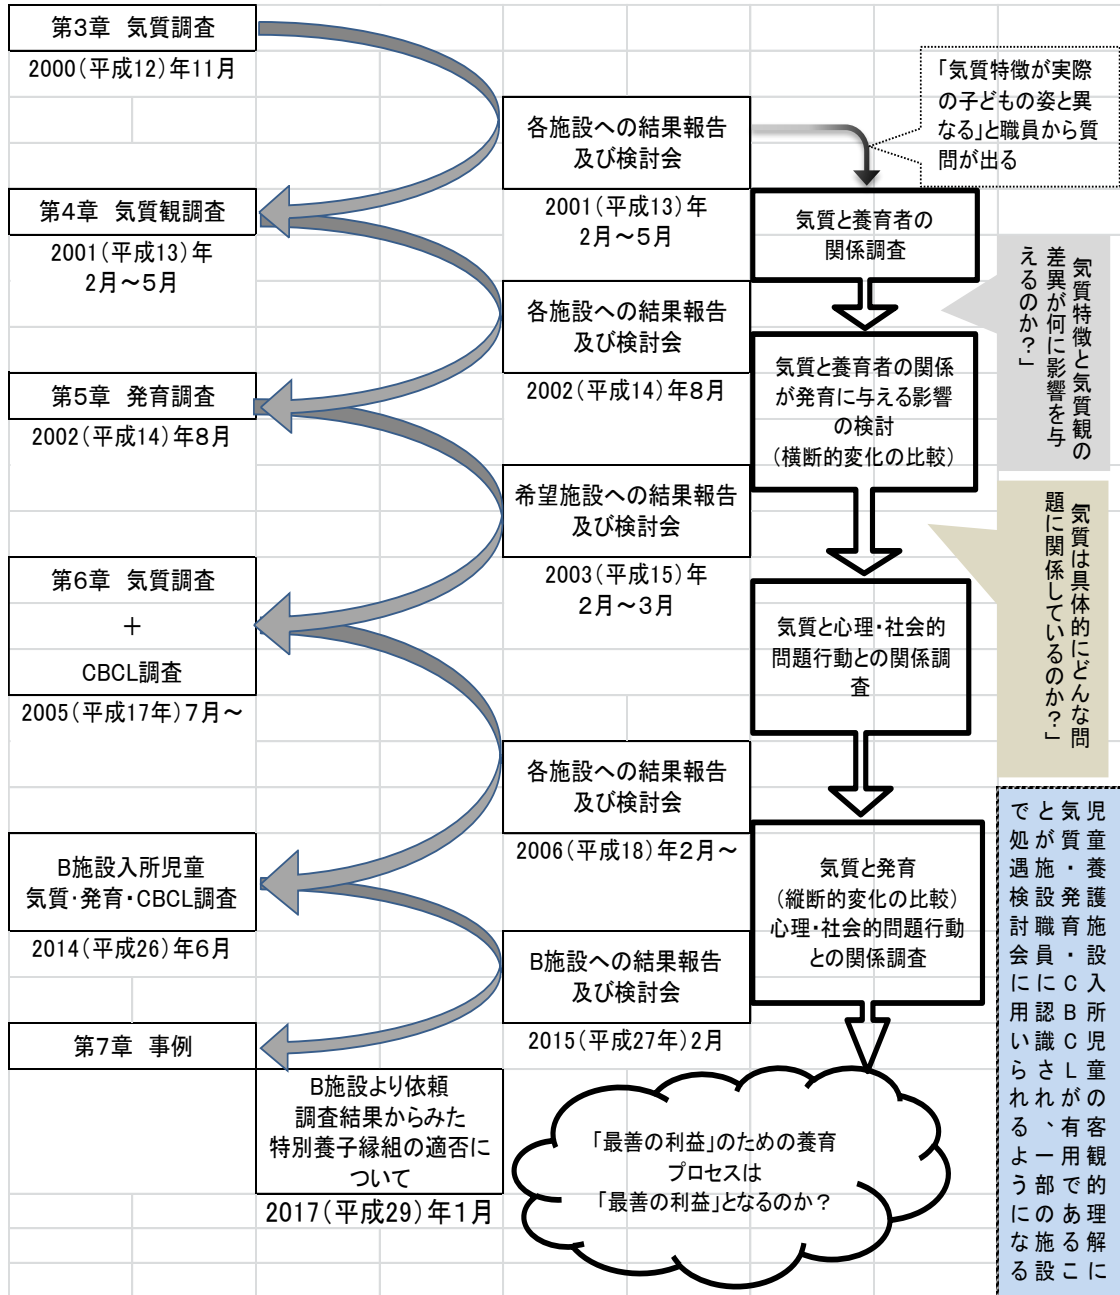 第3章 気質調査
2000(平成12)年11月
各施設への結果報告
及び検討会
2001(平成13)年
2月～5月
「気質特徴が実際
の子どもの姿と異
なる」と職員から質
問が出る
第4章 気質観調査
2001(平成13)年
2月～5月
気質と養育者の
関係調査
「気質特徴と気質観の
差異が何に影響を与
えるのか？」
各施設への結果報告
及び検討会
2002(平成14)年8月
第5章 発育調査
2002(平成14)年8月
気質と養育者の関係
が発育に与える影響
の検討
(横断的変化の比較)
希望施設への結果報告
及び検討会
2003(平成15)年
2月～3月
「気質は具体的にどんな問
題に関係しているのか？」
第6章 気質調査
＋
CBCL調査
2005(平成17年)7月～
気質と心理・社会的
問題行動との関係調
査
各施設への結果報告
及び検討会
2006(平成18)年2月～
B施設入所児童
気質・発育・CBCL調査
2014(平成26)年6月
気質と発育
(縦断的変化の比較)
心理・社会的問題行動
との関係調査
児童養護施設入所児童の客観的理解に
気質・発育・CBCLが有用であるこ
とが施設職員に認識され、一部の施設
で処遇検討会に用いられるようになる
B施設への結果報告
及び検討会
2015(平成27年)2月
第7章 事例
B施設より依頼
調査結果からみた
特別養子縁組の適否に
ついて
2017(平成29)年1月
「最善の利益」のための養育
プロセスは
「最善の利益」となるのか？